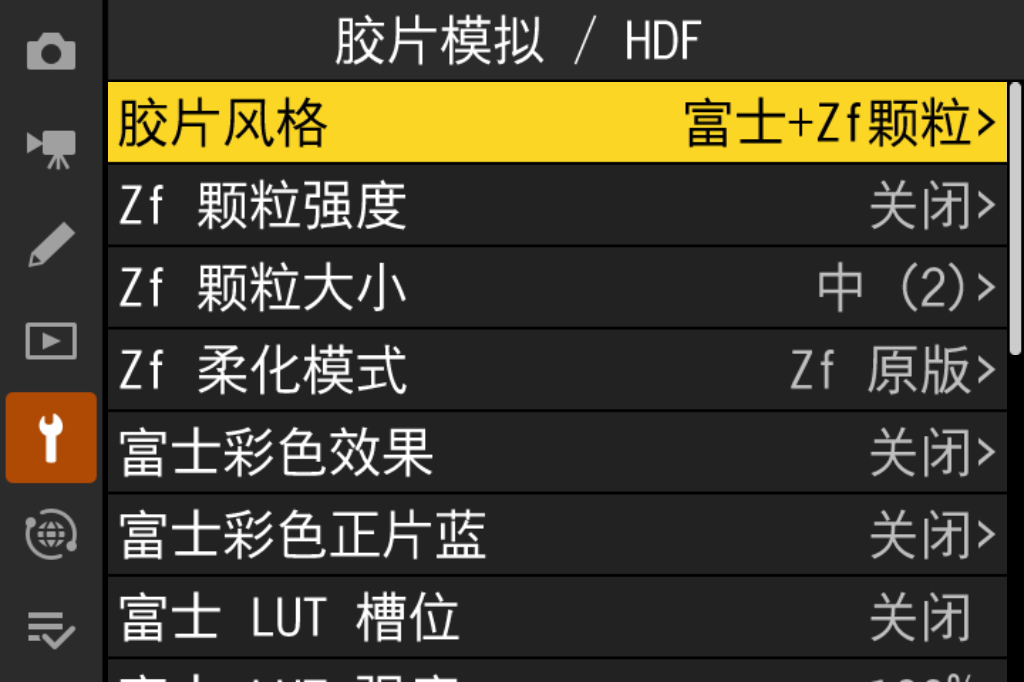 胶片模拟 / HDF
胶片风格 富士+Zf颗粒>
Zf 颗粒强度 关闭>
Zf 颗粒大小 中 (2)>
Zf 柔化模式 Zf 原版>
富士彩色效果 关闭>
富士彩色正片蓝 关闭>
富士 LUT 槽位 关闭